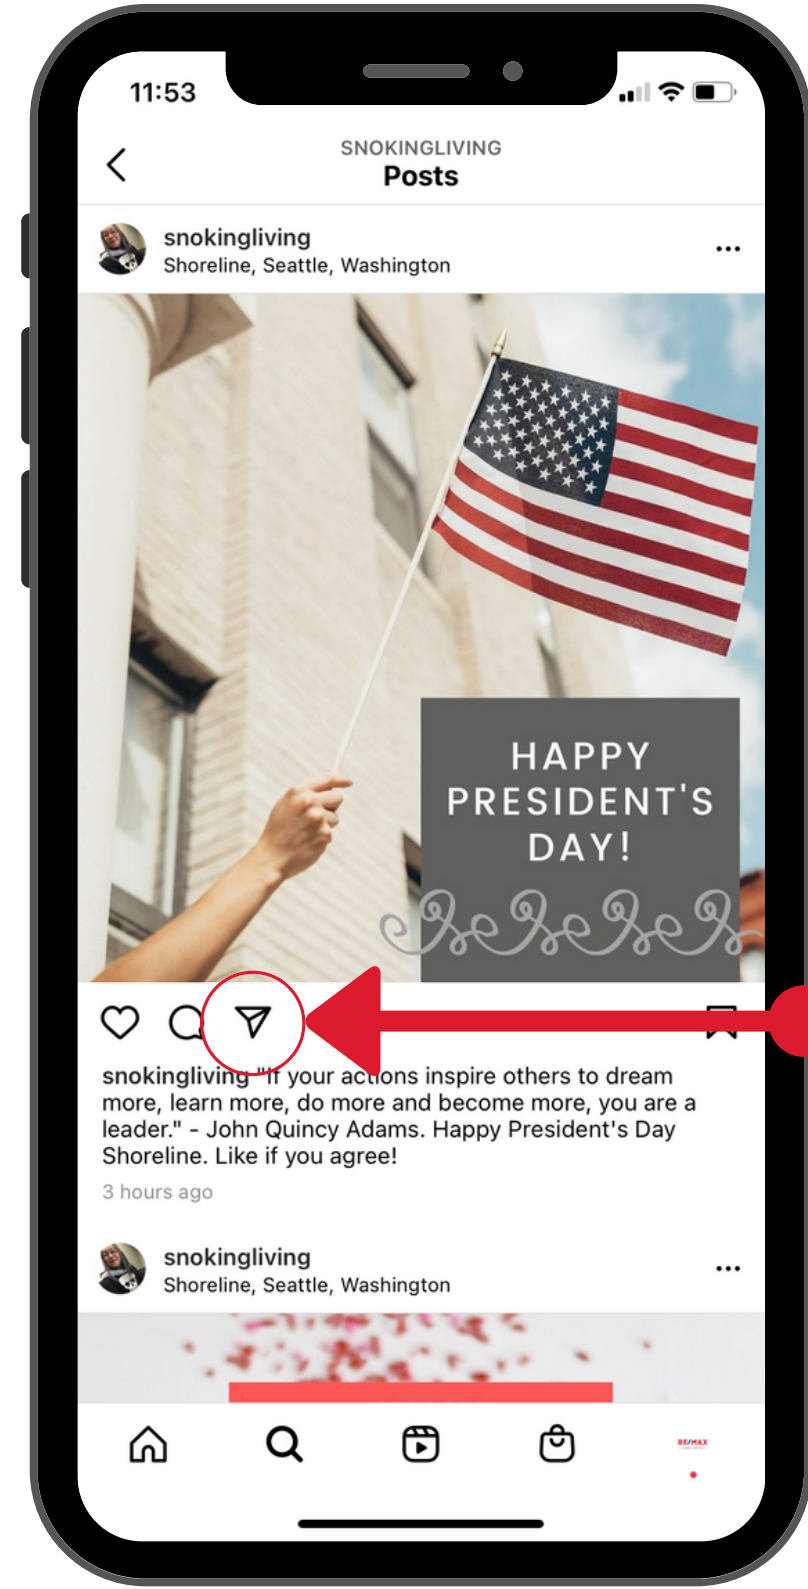 11:53
SNOKINGLIVING
Posts
snokingliving
Shoreline, Seattle, Washington
HAPPY
PRESIDENT'S
DAY!
snokingliving "If your actions inspire others to dream
more, learn more, do more and become more, you are a
leader." - John Quincy Adams. Happy President's Day
Shoreline. Like if you agree!
3 hours ago
snokingliving
Shoreline, Seattle, Washington
RE/MAX